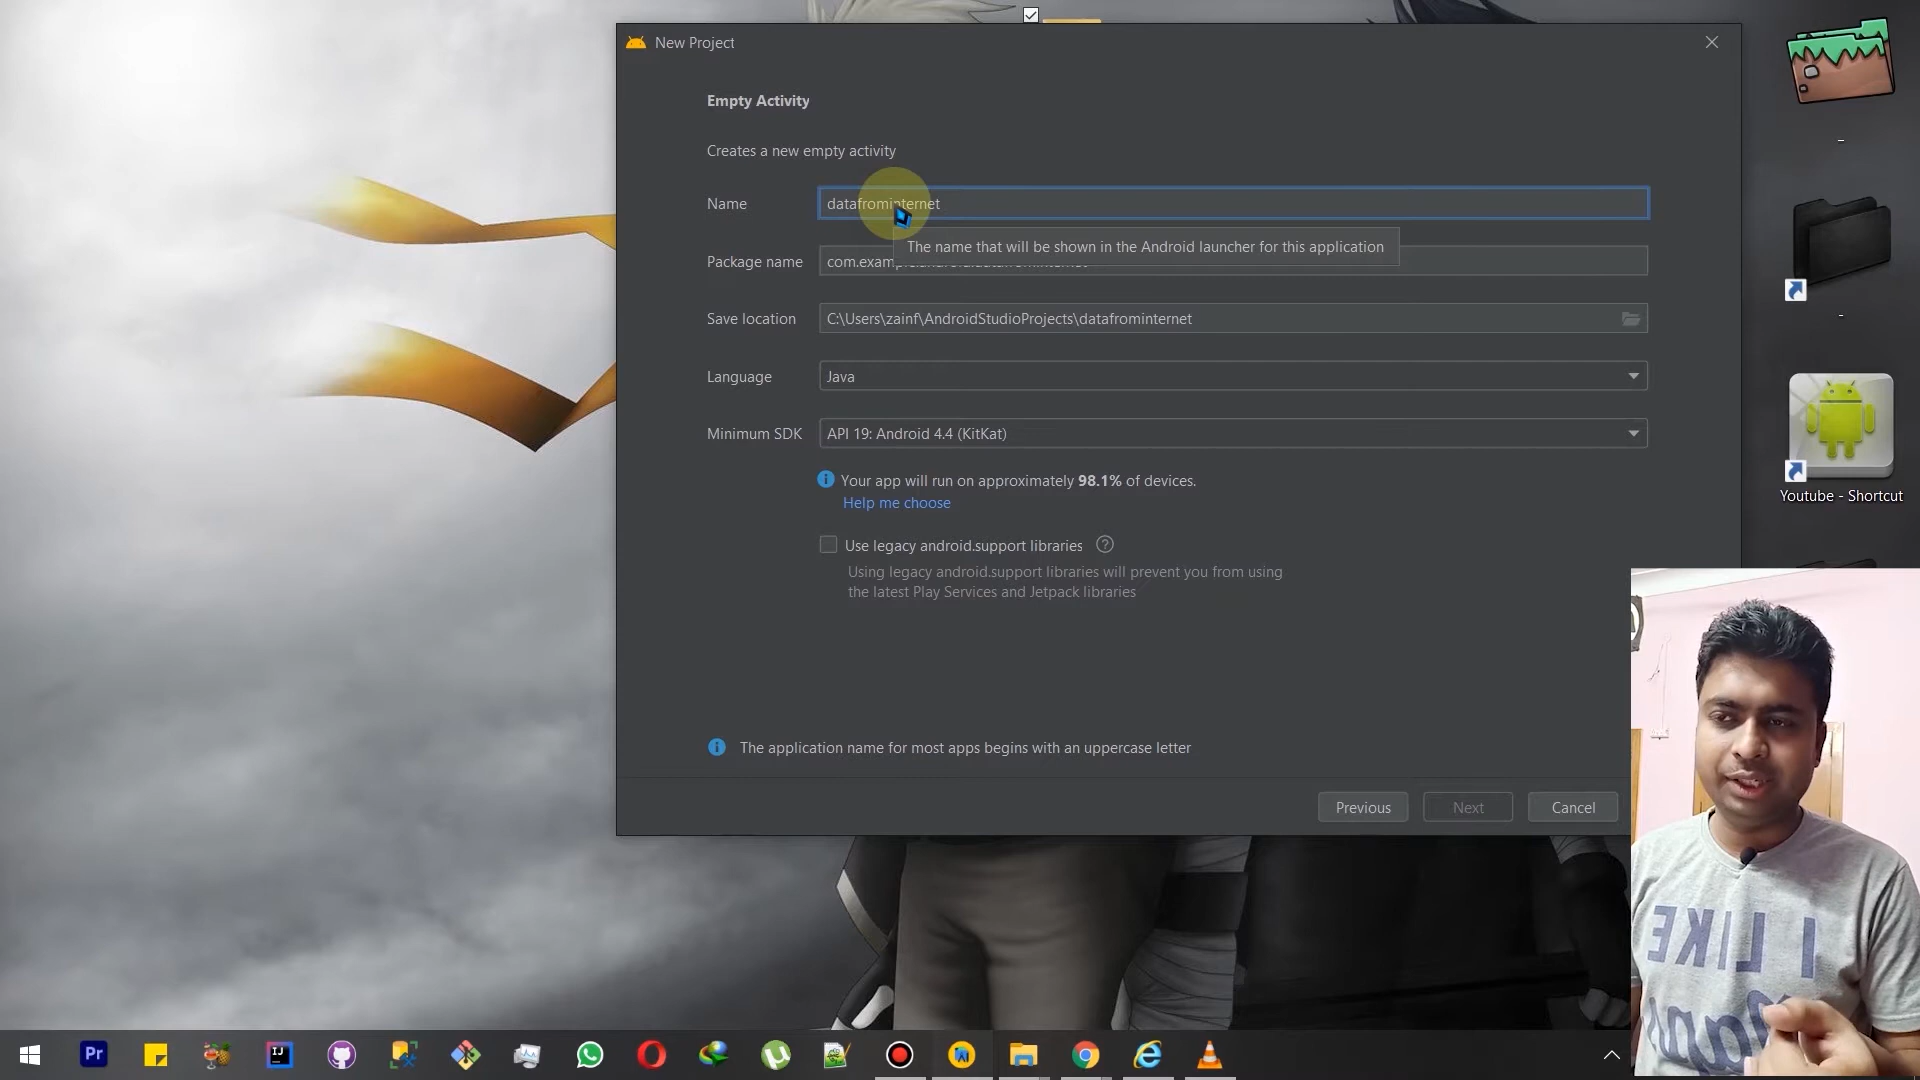 New Project
Empty Activity
Creates a new empty activity
Name
datafrominternet
The name that will be shown in the Android launcher for this application
Package name
Save location
C:\Users\zainf\AndroidStudioProjects\datafrominternet
Language
Java
Minimum SDK
API 19: Android 4.4 (KitKat)
Your app will run on approximately 98.1% of devices.
Help me choose
Use legacy android.support libraries
Using legacy android.support libraries will prevent you from using
the latest Play Services and Jetpack libraries
The application name for most apps begins with an uppercase letter
Previous
Next
Cancel
Youtube - Shortcut
I LIKE
Pr
IJ